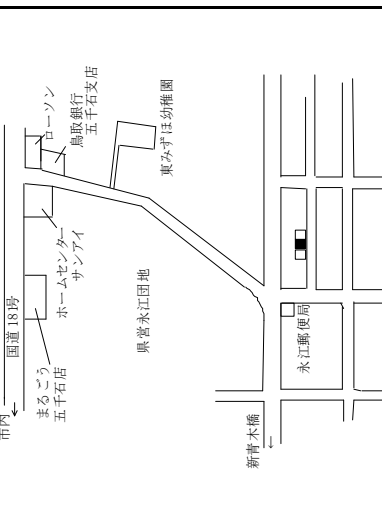 市内
国道181号
ローソン
鳥取銀行
五千石支店
東みずほ幼稚園
ホームセンター
サンアイ
まるごう
五千石店
県営永江団地
永江郵便局
新青木橋